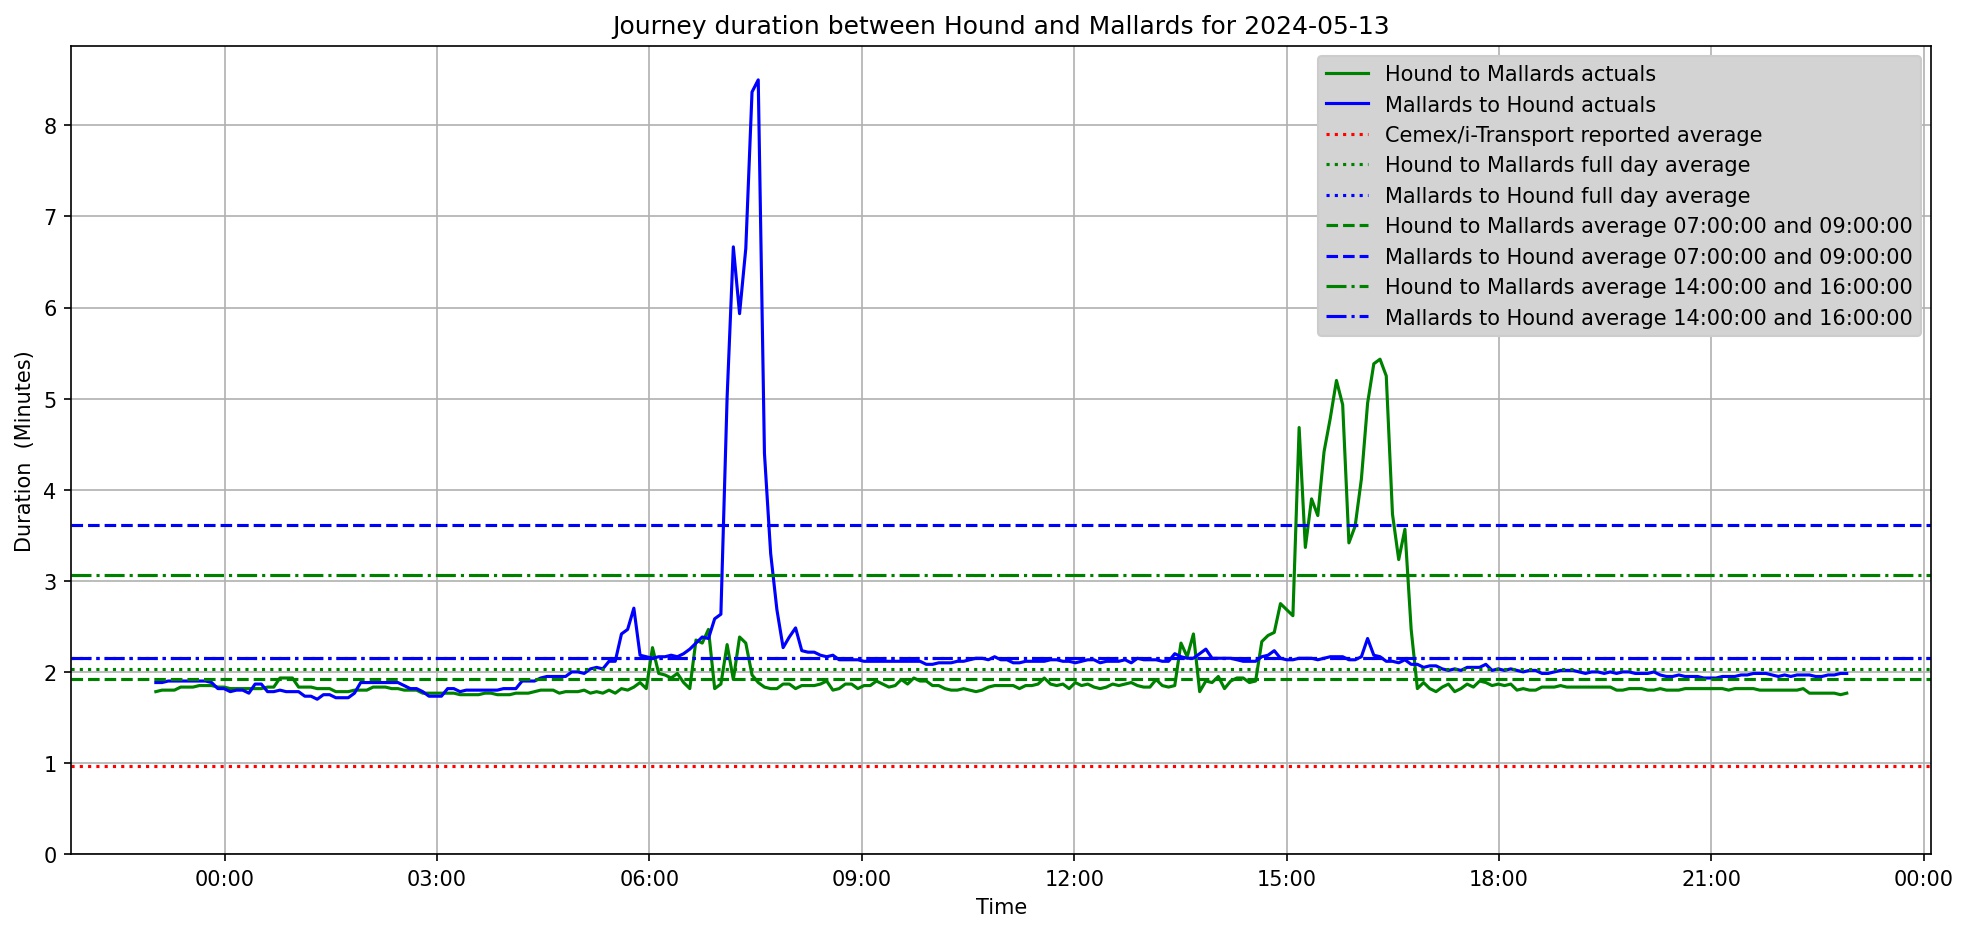 Journey duration between Hound and Mallards for 2024-05-13
Hound to Mallards actuals
Mallards to Hound actuals
Cemex/i-Transport reported average
Hound to Mallards full day average
Mallards to Hound full day average
Hound to Mallards average 07:00:00 and 09:00:00
Mallards to Hound average 07:00:00 and 09:00:00
Hound to Mallards average 14:00:00 and 16:00:00
Mallards to Hound average 14:00:00 and 16:00:00
Duration (Minutes)
8
7
6
5
4
3
2
1
0
00:00 03:00 06:00 09:00 12:00 15:00 18:00 21:00 00:00
Time